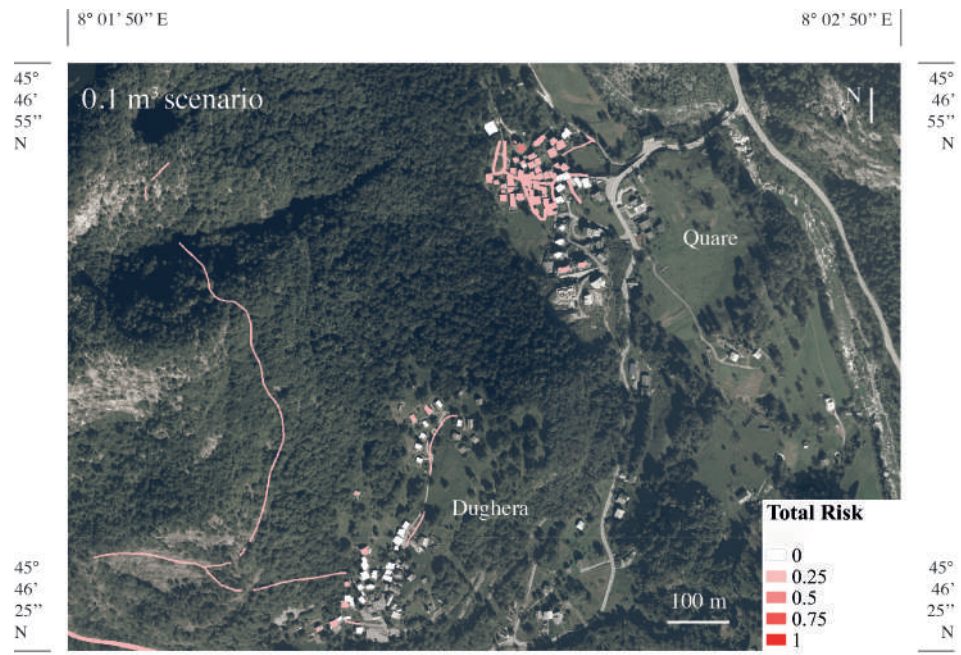 8° 01' 50" E
8° 02' 50" E
45°
46'
55"
N
45°
46'
55"
N
0.1 m³ scenario
N
Quare
Dughera
Total Risk
0
0.25
0.5
0.75
1
100 m
45°
46'
25"
N
45°
46'
25"
N